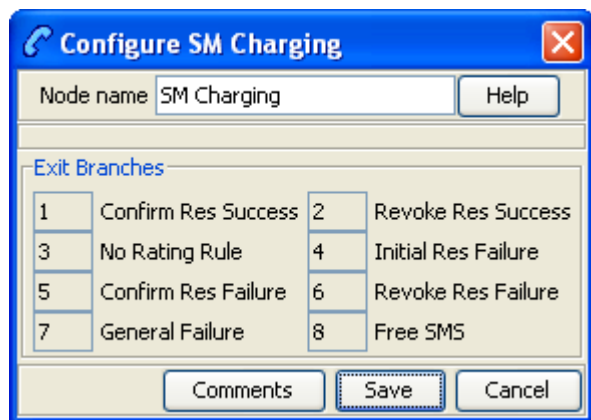 Configure SM Charging
Node name SM Charging Help
Exit Branches
1 Confirm Res Success 2 Revoke Res Success
3 No Rating Rule 4 Initial Res Failure
5 Confirm Res Failure 6 Revoke Res Failure
7 General Failure 8 Free SMS
Comments Save Cancel